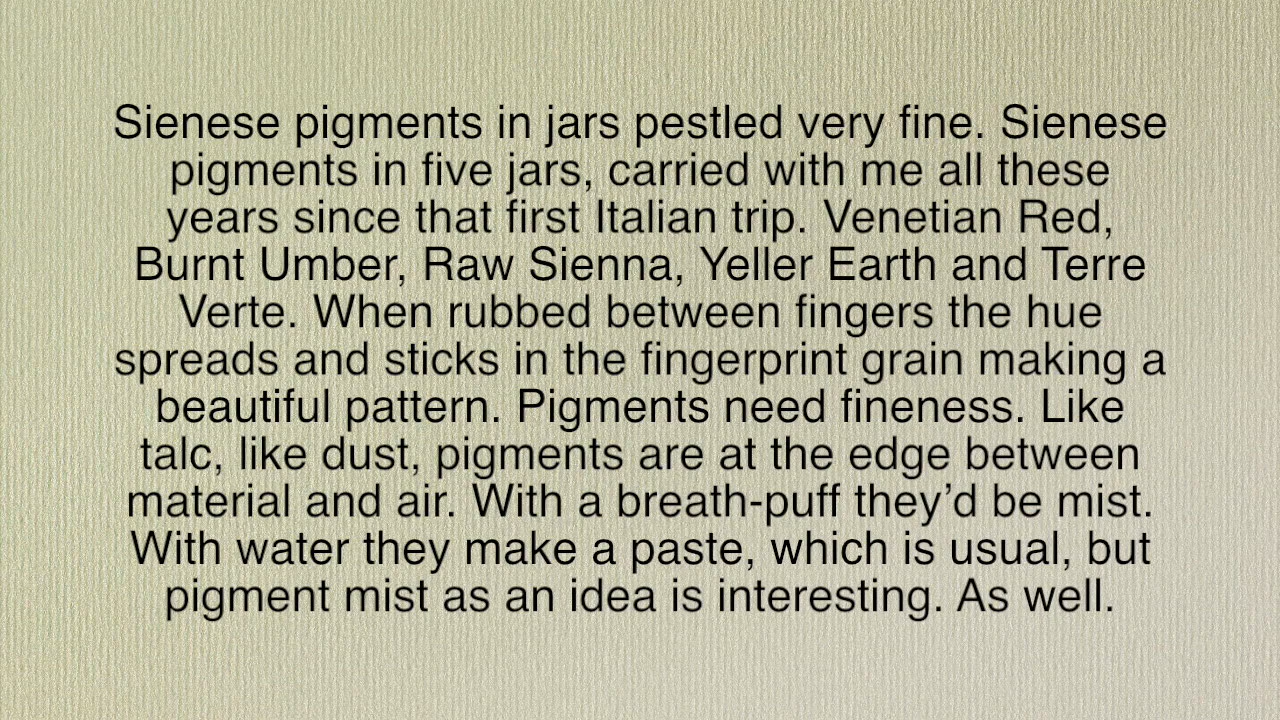 Sienese pigments in jars pestled very fine. Sienese
pigments in five jars, carried with me all these
years since that first Italian trip. Venetian Red,
Burnt Umber, Raw Sienna, Yeller Earth and Terre
Verte. When rubbed between fingers the hue
spreads and sticks in the fingerprint grain making a
beautiful pattern. Pigments need fineness. Like
talc, like dust, pigments are at the edge between
material and air. With a breath-puff they’d be mist.
With water they make a paste, which is usual, but
pigment mist as an idea is interesting. As well.